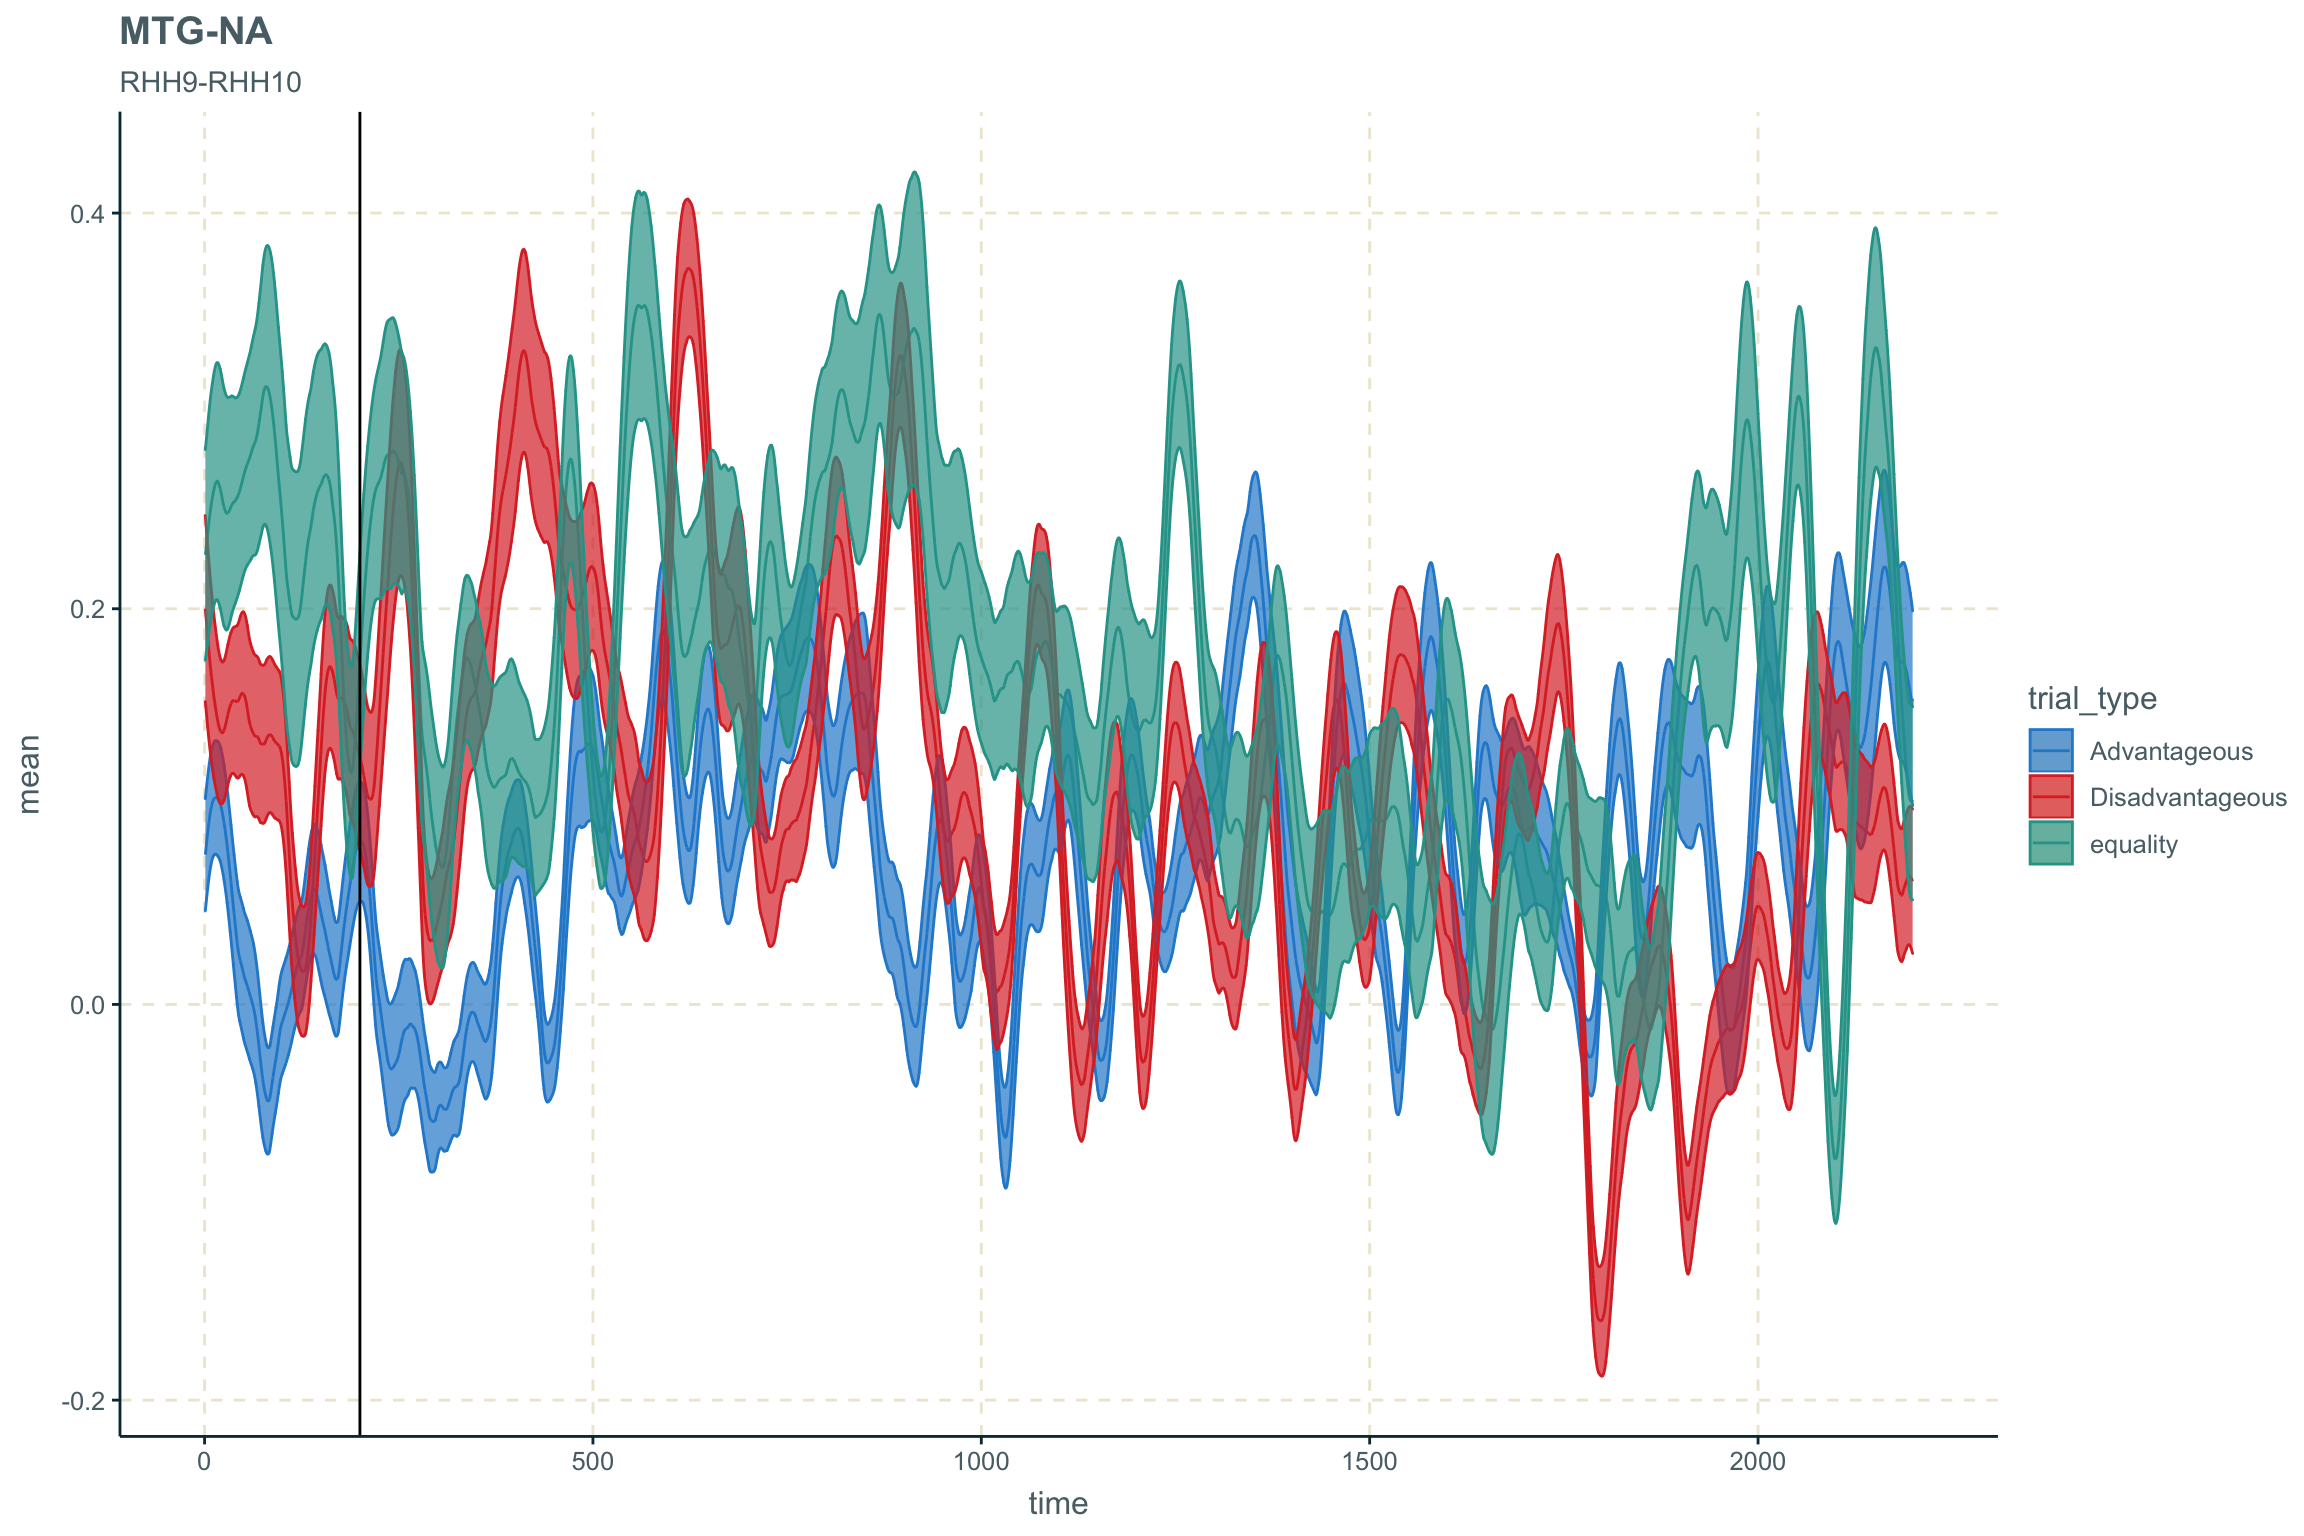 MTG-NA
RHH9-RHH10
mean
0.4
0.2
0.0
-0.2
0
500
1000
1500
2000
time
trial_type
Advantageous
Disadvantageous
equality